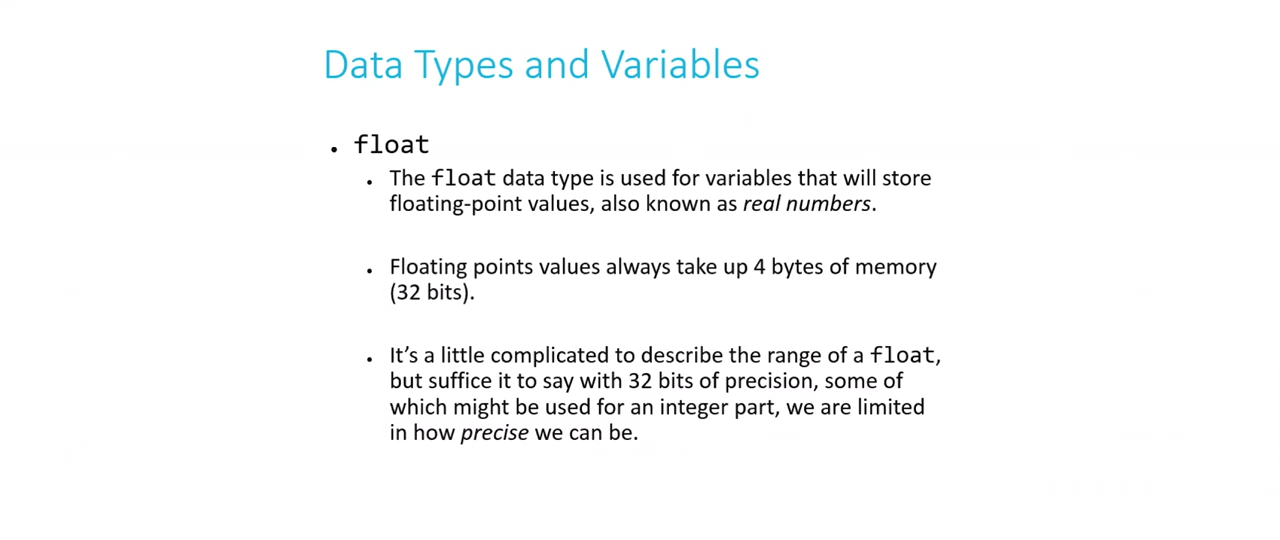 Data Types and Variables
• float
• The float data type is used for variables that will store
floating-point values, also known as real numbers.
• Floating points values always take up 4 bytes of memory
(32 bits).
• It’s a little complicated to describe the range of a float,
but suffice it to say with 32 bits of precision, some of
which might be used for an integer part, we are limited
in how precise we can be.